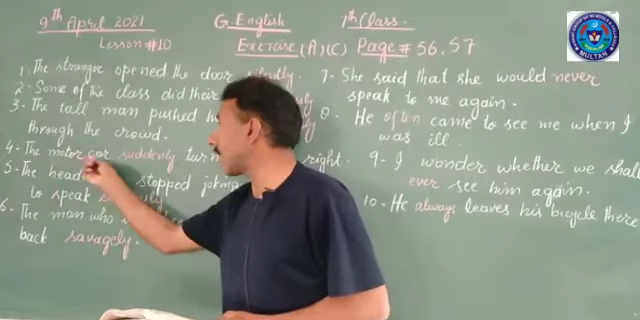 9th April 2021
G. English
7th Class.
Lesson #10
Exercise (A)(C) Page # 56,57
1. The stranger opened the door
2. Some of the class did their
3. The tall man pushed
through the crowd.
4. The motor car suddenly turn right.
5. The head stopped joking
to speak
6. The man who
back savagely.
7. She said that she would never
speak to me again.
8. He often came to see me when I
was ill.
9. I wonder whether we shall
ever see him again.
10. He always leaves his bicycle there
MULTAN